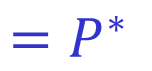 = P*